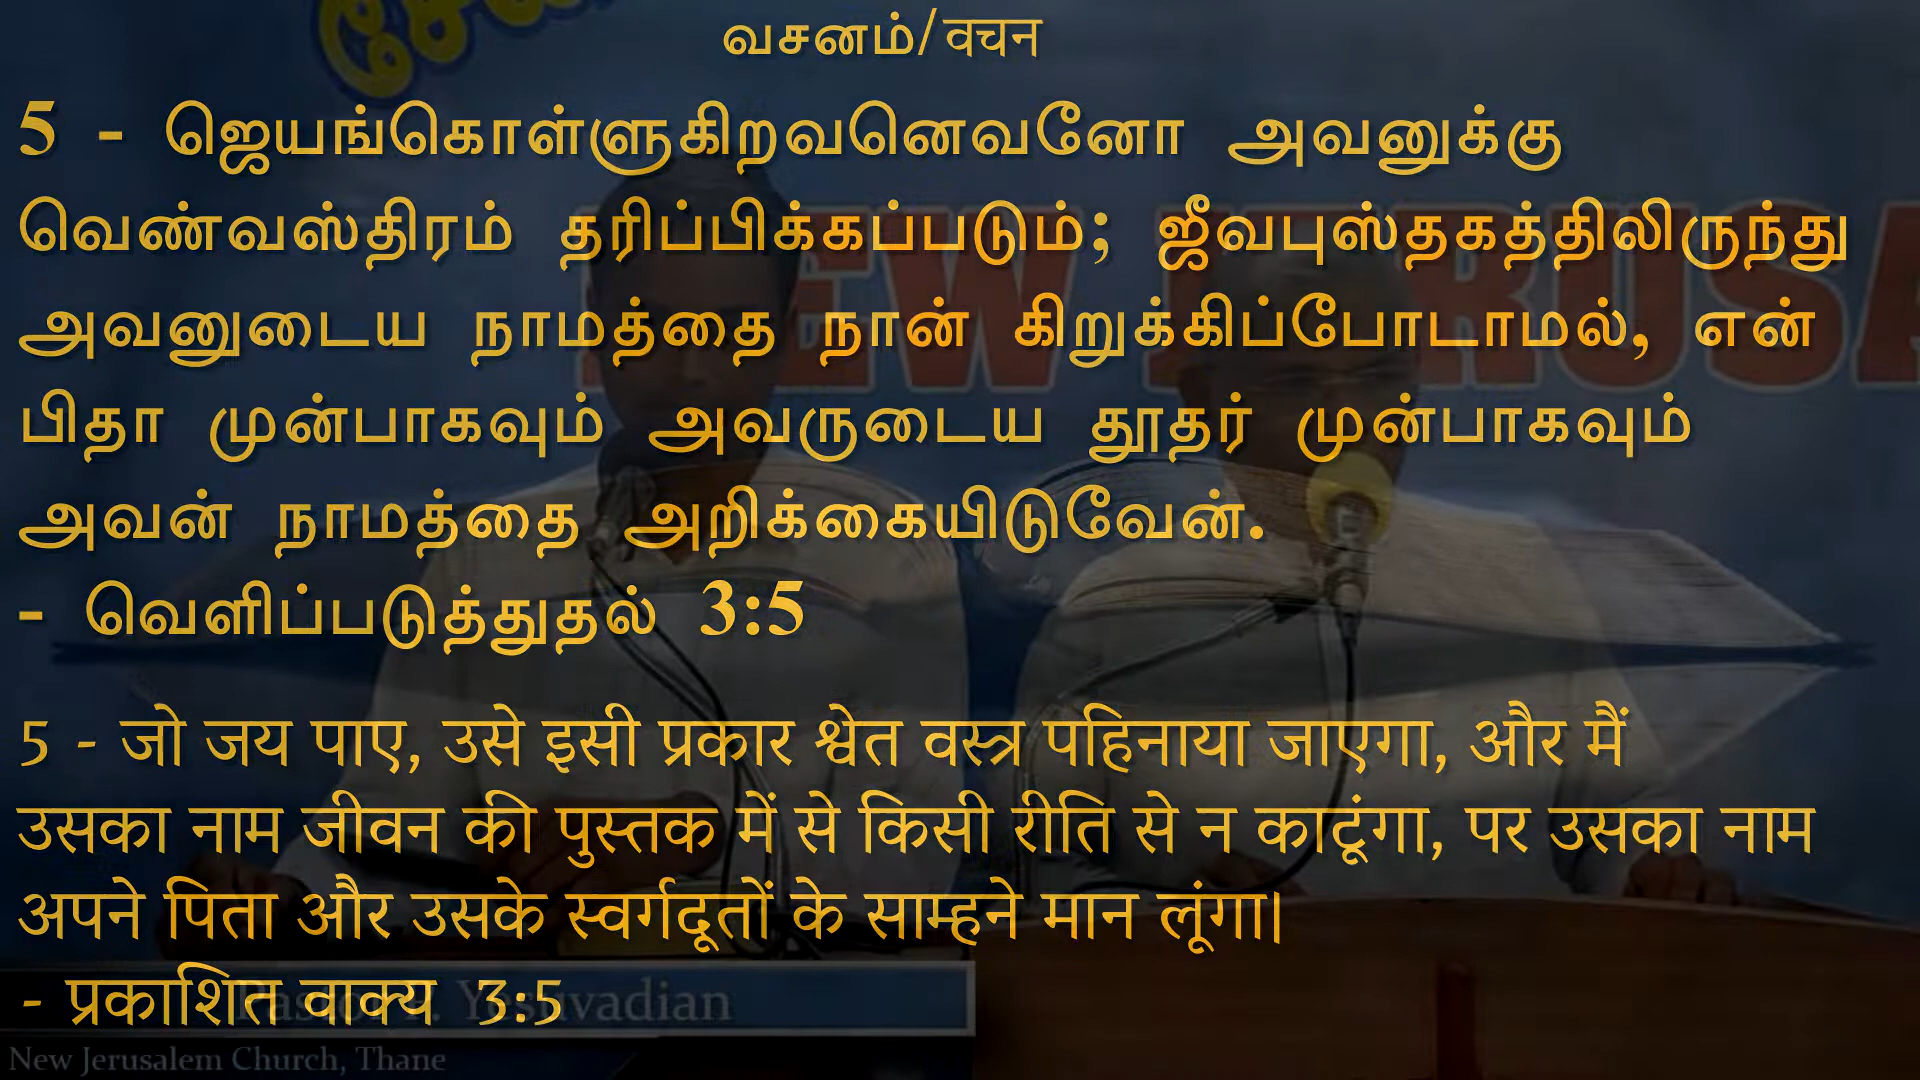 வசனம்/वचन
5 - ஜெயங்கொள்ளுகிறவனெவனோ அவனுக்கு
வெண்வஸ்திரம் தரிப்பிக்கப்படும்; ஜீவபுஸ்தகத்திலிருந்து
அவனுடைய நாமத்தை நான் கிறுக்கிப்போடாமல், என்
பிதா முன்பாகவும் அவருடைய தூதர் முன்பாகவும்
அவன் நாமத்தை அறிக்கையிடுவேன்.
- வெளிப்படுத்துதல் 3:5
5 - जो जय पाए, उसे इसी प्रकार श्वेत वस्त्र पहिनाया जाएगा, और मैं
उसका नाम जीवन की पुस्तक में से किसी रीति से न काटूंगा, पर उसका नाम
अपने पिता और उसके स्वर्गदूतों के साम्हने मान लूंगा।
- प्रकाशित वाक्य 3:5
Pastor Yesuvadian
New Jerusalem Church, Thane